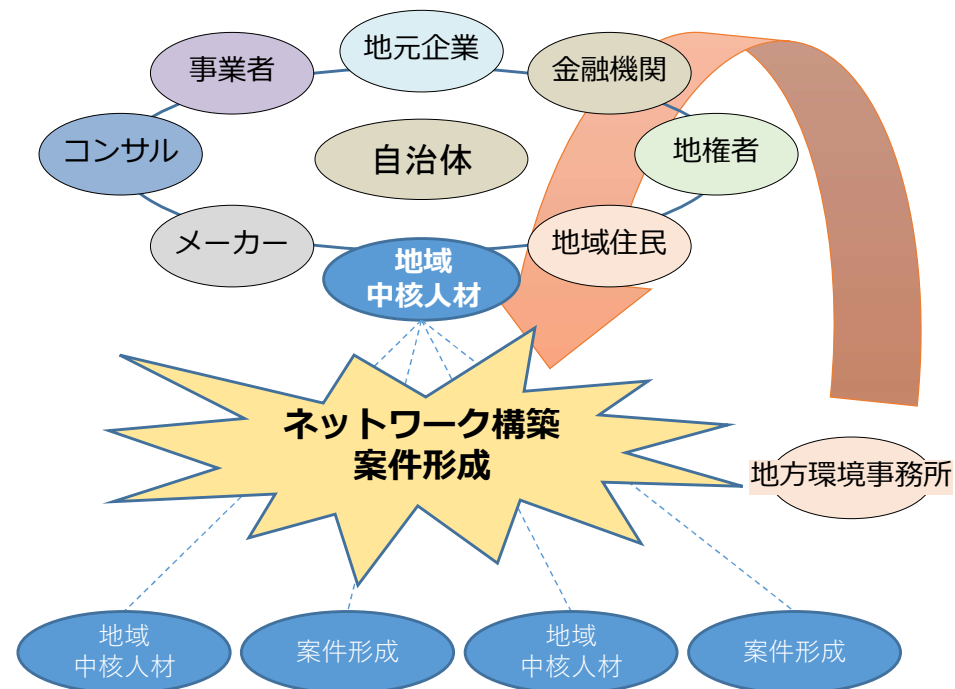 地元企業
事業者
金融機関
コンサル
自治体
地権者
メーカー
地域住民
地域
中核人材
ネットワーク構築
案件形成
地方環境事務所
地域
中核人材
案件形成
地域
中核人材
案件形成